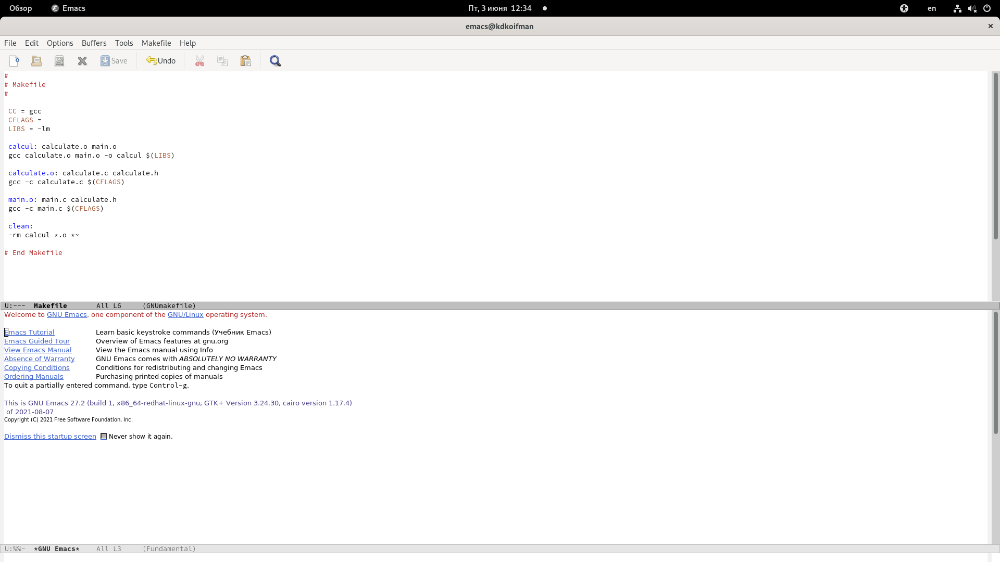 Обзор Emacs Пт, 3 июня 12:34 en
emacs@kdkoifman
File Edit Options Buffers Tools Makefile Help
Save Undo
#
# Makefile
#
CC = gcc
CFLAGS =
LIBS = -lm
calcul: calculate.o main.o
gcc calculate.o main.o -o calcul $(LIBS)
calculate.o: calculate.c calculate.h
gcc -c calculate.c $(CFLAGS)
main.o: main.c calculate.h
gcc -c main.c $(CFLAGS)
clean:
-rm calcul *.o *~
# End Makefile
U:--- Makefile All L6 (GNUmakefile)
Welcome to GNU Emacs, one component of the GNU/Linux operating system.
Emacs Tutorial Learn basic keystroke commands (Учебник Emacs)
Emacs Guided Tour Overview of Emacs features at gnu.org
View Emacs Manual View the Emacs manual using Info
Absence of Warranty GNU Emacs comes with ABSOLUTELY NO WARRANTY
Copying Conditions Conditions for redistributing and changing Emacs
Ordering Manuals Purchasing printed copies of manuals
To quit a partially entered command, type Control-g.
This is GNU Emacs 27.2 (build 1, x86_64-redhat-linux-gnu, GTK+ Version 3.24.30, cairo version 1.17.4)
of 2021-08-07
Copyright (C) 2021 Free Software Foundation, Inc.
Dismiss this startup screen Never show it again.
U:%%- *GNU Emacs* All L3 (Fundamental)